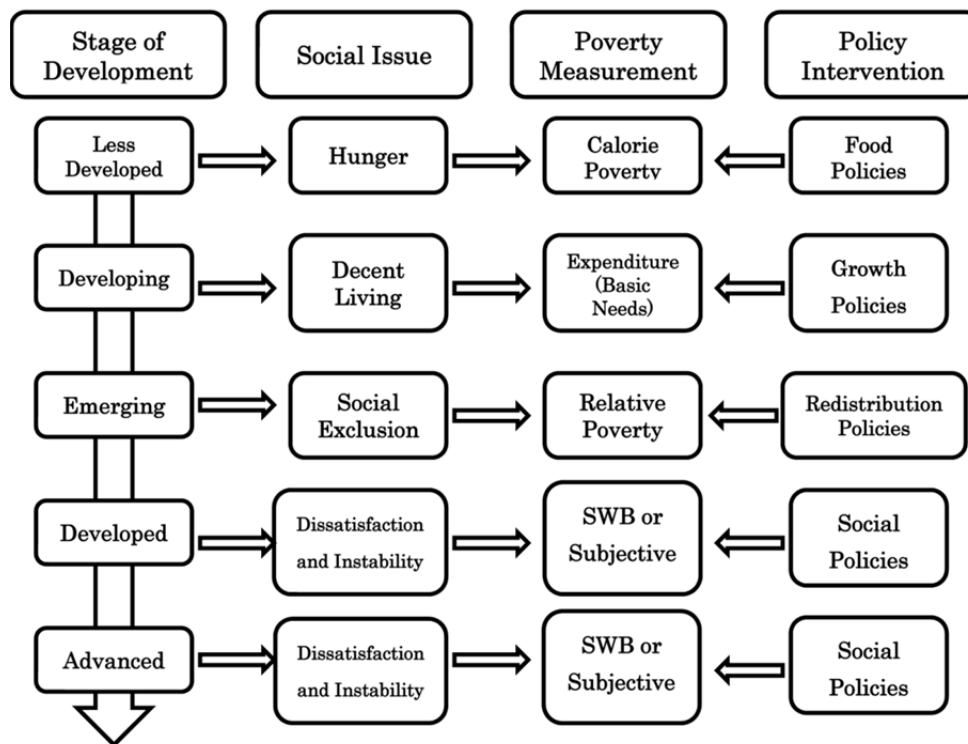 Stage of
Development
Social Issue
Poverty
Measurement
Policy
Intervention
Less
Developed
Hunger
Calorie
Poverty
Food
Policies
Developing
Decent
Living
Expenditure
(Basic
Needs)
Growth
Policies
Emerging
Social
Exclusion
Relative
Poverty
Redistribution
Policies
Developed
Dissatisfaction
and Instability
SWB or
Subjective
Social
Policies
Advanced
Dissatisfaction
and Instability
SWB or
Subjective
Social
Policies